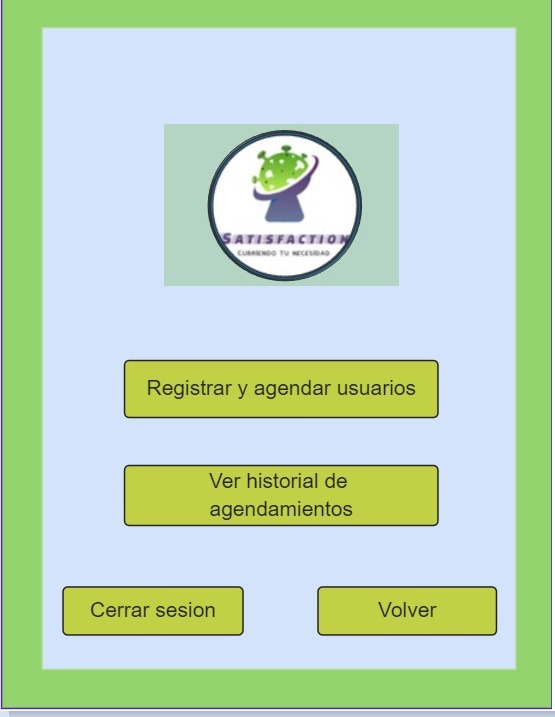 SATISFACTION
CUBRIENDO TU NECESIDAD
Registrar y agendar usuarios
Ver historial de
agendamientos
Cerrar sesion
Volver